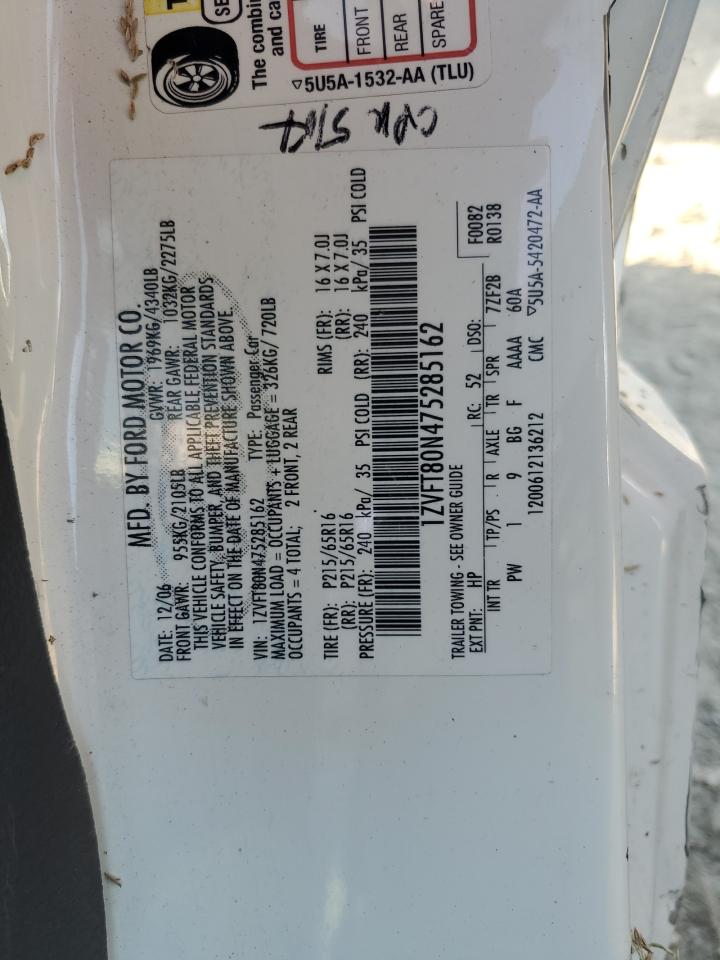 SE
The combin
and ca
TIRE
FRONT
REAR
SPARE
▽5U5A-1532-AA (TLU)
MFD. BY FORD MOTOR CO.
DATE: 12/06 GVWR: 1969KG/4340LB
FRONT GAWR: 955KG/2105LB REAR GAWR: 1032KG/2275LB
THIS VEHICLE CONFORMS TO ALL APPLICABLE FEDERAL MOTOR
VEHICLE SAFETY, BUMPER, AND THEFT PREVENTION STANDARDS
IN EFFECT ON THE DATE OF MANUFACTURE SHOWN ABOVE.
VIN: 1ZVFT80N475285162 TYPE: Passenger Car
MAXIMUM LOAD = OCCUPANTS + LUGGAGE = 326KG/720LB
OCCUPANTS = 4 TOTAL; 2 FRONT, 2 REAR
TIRE (FR): P215/65R16 RIMS (FR): 16 X 7.0J
(RR): P215/65R16 (RR): 16 X 7.0J
PRESSURE (FR): 240 kPa/ 35 PSI COLD (RR): 240 kPa/ 35 PSI COLD
1ZVFT80N475285162
TRAILER TOWING - SEE OWNER GUIDE
F0082
EXT PNT: HP RC: 52 DSO: R0138
INT TR TP/PS R AXLE TR SPR 7ZF2B
PW 1 9 BG F AAAA 60A
1200612136212 CMC ▽5U5A-5420472-AA